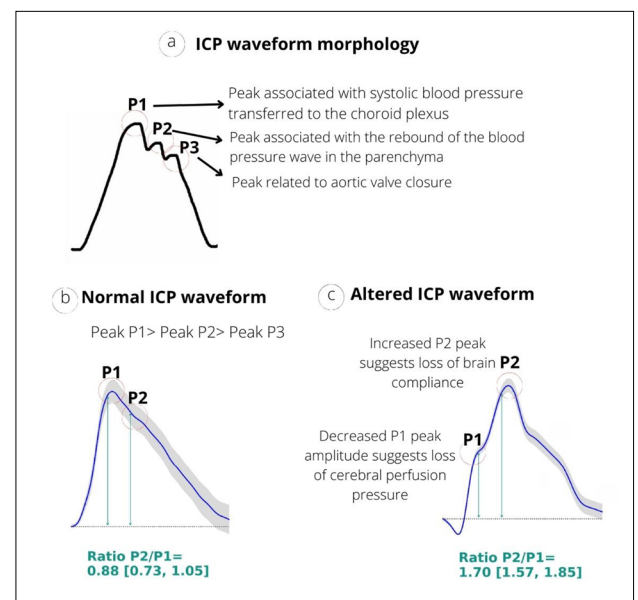 a ICP waveform morphology
P1
Peak associated with systolic blood pressure
transferred to the choroid plexus
P2
Peak associated with the rebound of the blood
pressure wave in the parenchyma
P3
Peak related to aortic valve closure
b Normal ICP waveform
Peak P1> Peak P2> Peak P3
P1
P2
Ratio P2/P1=
0.88 [0.73, 1.05]
c Altered ICP waveform
Increased P2 peak
suggests loss of brain
compliance
P2
P1
Decreased P1 peak
amplitude suggests loss
of cerebral perfusion
pressure
Ratio P2/P1=
1.70 [1.57, 1.85]